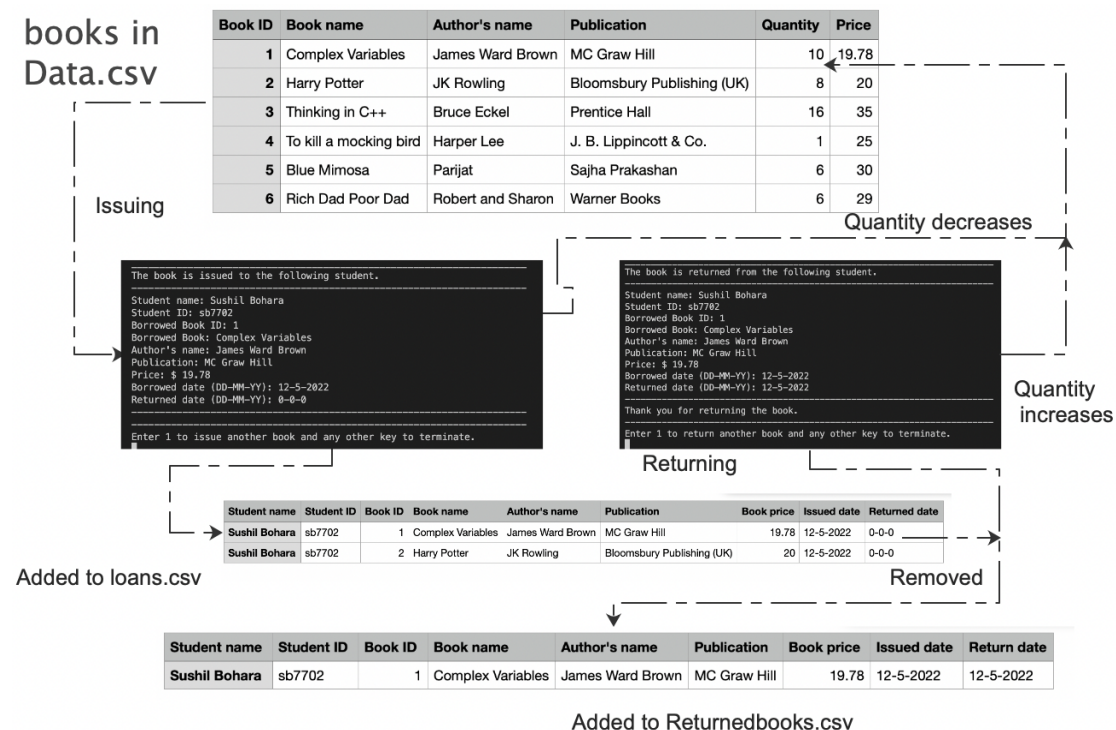 books in
Data.csv
Book ID Book name Author's name Publication Quantity Price
1 Complex Variables James Ward Brown MC Graw Hill 10 19.78
2 Harry Potter JK Rowling Bloomsbury Publishing (UK) 8 20
3 Thinking in C++ Bruce Eckel Prentice Hall 16 35
4 To kill a mocking bird Harper Lee J. B. Lippincott & Co. 1 25
5 Blue Mimosa Parijat Sajha Prakashan 6 30
6 Rich Dad Poor Dad Robert and Sharon Warner Books 6 29
Issuing
Quantity decreases
The book is issued to the following student.
Student name: Sushil Bohara
Student ID: sb7702
Borrowed Book ID: 1
Borrowed Book: Complex Variables
Author's name: James Ward Brown
Publication: MC Graw Hill
Price: $ 19.78
Borrowed date (DD-MM-YY): 12-5-2022
Returned date (DD-MM-YY): 0-0-0
Enter 1 to issue another book and any other key to terminate.
The book is returned from the following student.
Student name: Sushil Bohara
Student ID: sb7702
Borrowed Book ID: 1
Borrowed Book: Complex Variables
Author's name: James Ward Brown
Publication: MC Graw Hill
Price: $ 19.78
Borrowed date (DD-MM-YY): 12-5-2022
Returned date (DD-MM-YY): 12-5-2022
Thank you for returning the book.
Enter 1 to return another book and any other key to terminate.
Quantity
increases
Returning
Student name Student ID Book ID Book name Author's name Publication Book price Issued date Returned date
Sushil Bohara sb7702 1 Complex Variables James Ward Brown MC Graw Hill 19.78 12-5-2022 0-0-0
Sushil Bohara sb7702 2 Harry Potter JK Rowling Bloomsbury Publishing (UK) 20 12-5-2022 0-0-0
Added to loans.csv
Removed
Student name Student ID Book ID Book name Author's name Publication Book price Issued date Return date
Sushil Bohara sb7702 1 Complex Variables James Ward Brown MC Graw Hill 19.78 12-5-2022 12-5-2022
Added to Returnedbooks.csv